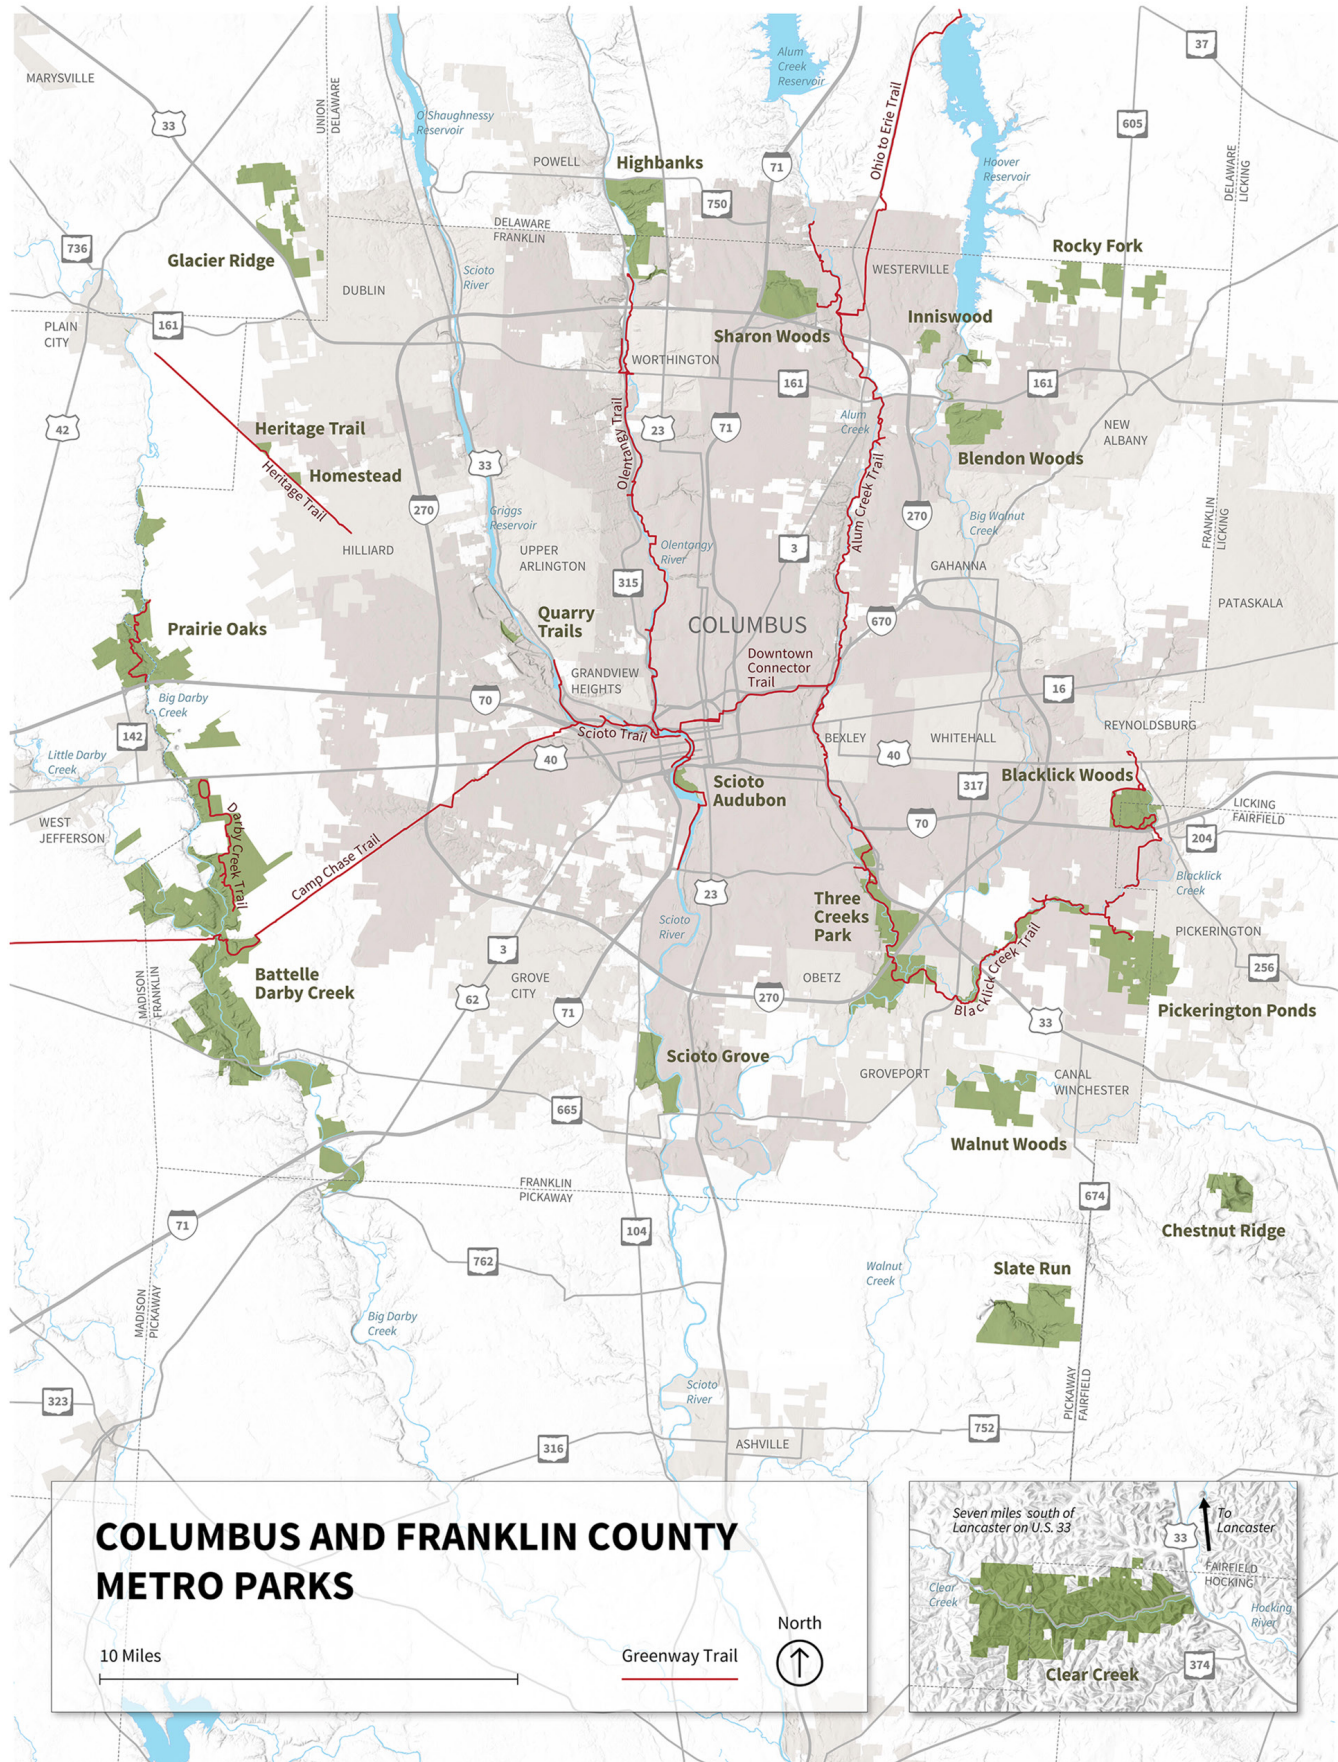 37
MARYSVILLE
Alum
Creek
Reservoir
33
UNION
DELAWARE
O'Shaughnessy
Reservoir
605
Ohio to Erie Trail
POWELL
Highbanks
71
Hoover
Reservoir
DELAWARE
LICKING
750
DELAWARE
FRANKLIN
736
Glacier Ridge
Rocky Fork
Scioto
River
WESTERVILLE
DUBLIN
PLAIN
CITY
161
Inniswood
Sharon Woods
WORTHINGTON
161
161
42
Heritage Trail
Olentangy Trail
23
71
Alum
Creek
NEW
ALBANY
Homestead
Heritage Trail
33
Blendon Woods
270
Griggs
Reservoir
Alum Creek Trail
270
Big Walnut
Creek
FRANKLIN
LICKING
HILLIARD
UPPER
ARLINGTON
Olentangy
River
3
315
GAHANNA
PATASKALA
Quarry
Trails
COLUMBUS
670
Prairie Oaks
Downtown
Connector
Trail
GRANDVIEW
HEIGHTS
Big Darby
Creek
70
16
142
Scioto Trail
REYNOLDSBURG
BEXLEY
WHITEHALL
Little Darby
Creek
40
40
Blacklick Woods
317
Scioto
Audubon
WEST
JEFFERSON
Darby Creek Trail
70
LICKING
FAIRFIELD
204
Camp Chase Trail
Blacklick
Creek
23
Three
Creeks
Park
Scioto
River
PICKERINGTON
3
Blacklick Creek Trail
256
Battelle
Darby Creek
MADISON
FRANKLIN
GROVE
CITY
OBETZ
62
270
71
Pickerington Ponds
33
Scioto Grove
GROVEPORT
CANAL
WINCHESTER
665
Walnut Woods
FRANKLIN
PICKAWAY
674
71
104
Chestnut Ridge
762
Walnut
Creek
Slate Run
MADISON
PICKAWAY
Big Darby
Creek
Scioto
River
PICKAWAY
FAIRFIELD
323
752
316
ASHVILLE
COLUMBUS AND FRANKLIN COUNTY
METRO PARKS
10 Miles
Greenway Trail
North
Seven miles south of
Lancaster on U.S. 33
To
Lancaster
33
FAIRFIELD
HOCKING
Clear
Creek
Hocking
River
Clear Creek
374